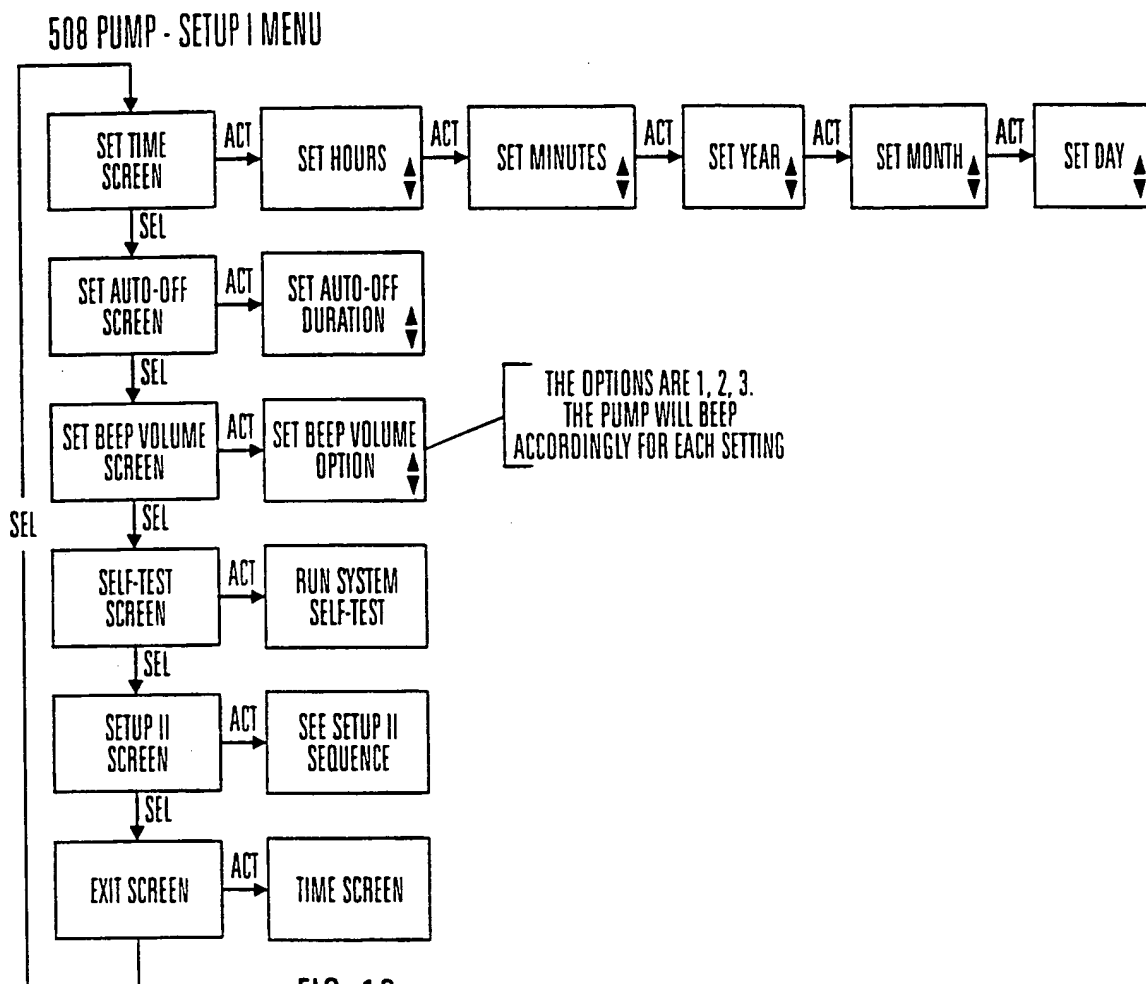 508 PUMP - SETUP I MENU
SET TIME
SCREEN
ACT
SET HOURS
ACT
SET MINUTES
ACT
SET YEAR
ACT
SET MONTH
ACT
SET DAY
SEL
SET AUTO-OFF
SCREEN
ACT
SET AUTO-OFF
DURATION
SEL
SET BEEP VOLUME
SCREEN
ACT
SET BEEP VOLUME
OPTION
THE OPTIONS ARE 1, 2, 3.
THE PUMP WILL BEEP
ACCORDINGLY FOR EACH SETTING
SEL
SEL
SELF-TEST
SCREEN
ACT
RUN SYSTEM
SELF-TEST
SEL
SETUP II
SCREEN
ACT
SEE SETUP II
SEQUENCE
SEL
EXIT SCREEN
ACT
TIME SCREEN